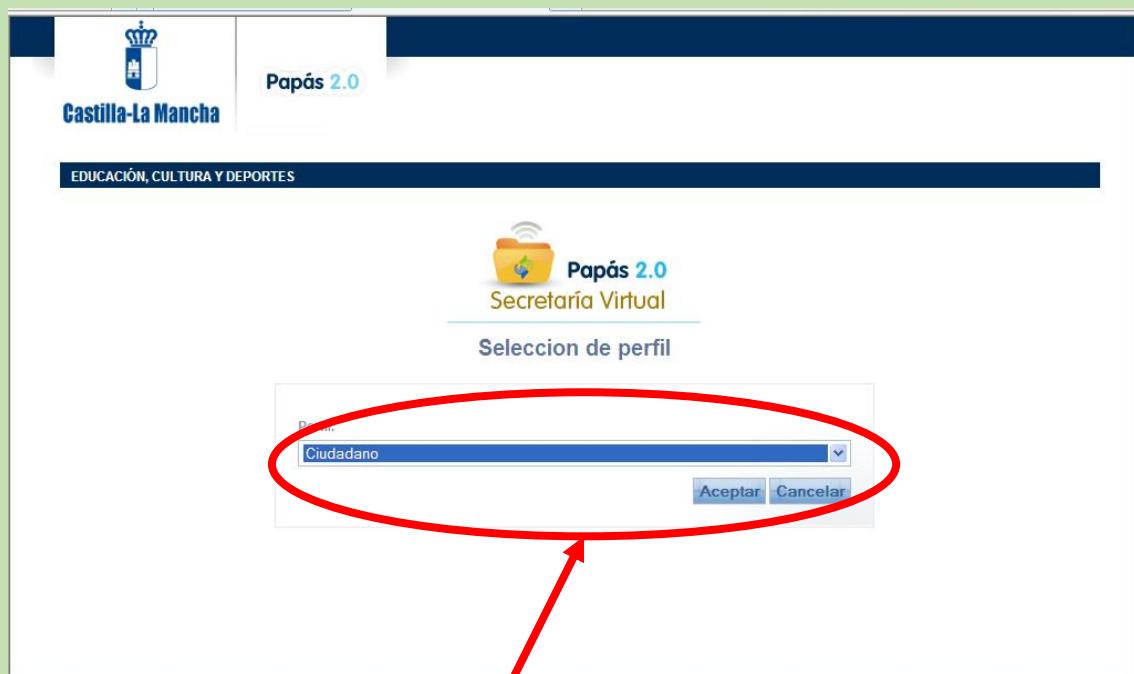 Castilla-La Mancha
Papás 2.0
EDUCACIÓN, CULTURA Y DEPORTES
Papás 2.0
Secretaría Virtual
Seleccion de perfil
Ciudadano
Aceptar Cancelar